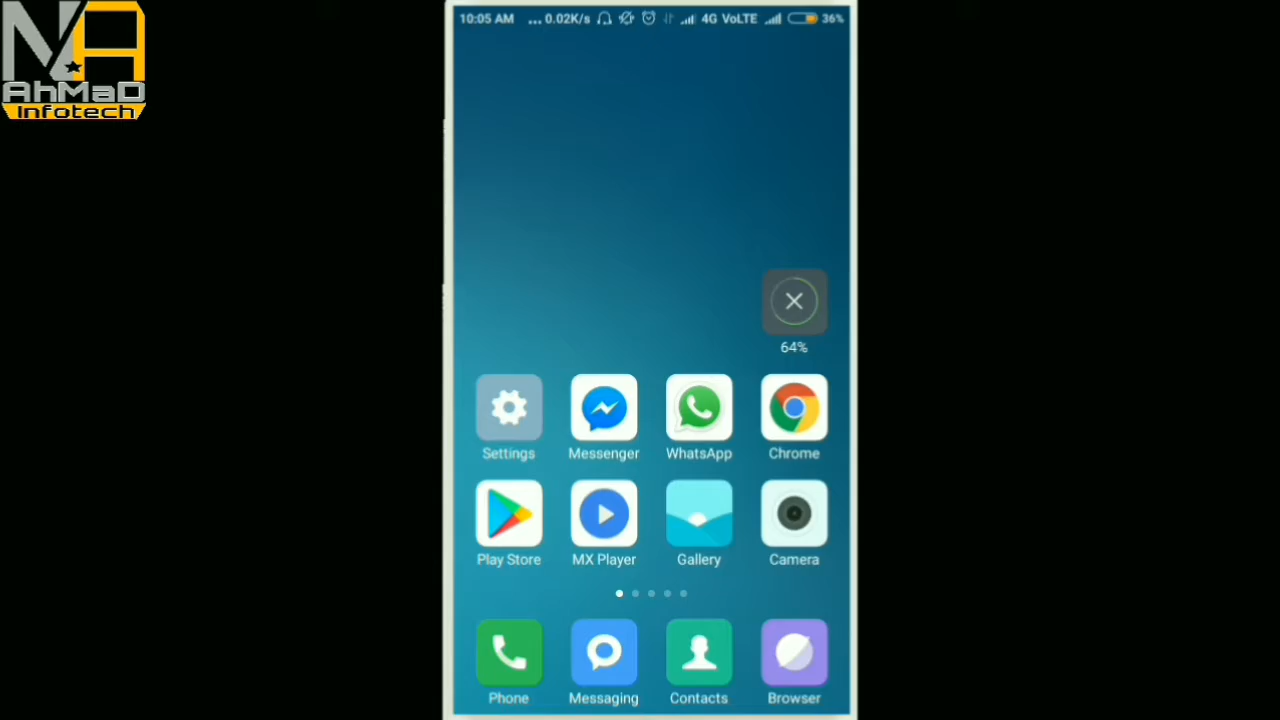 NA
AhMaD
Infotech
10:05 AM ... 0.02K/s 4G VoLTE 36%
64%
Settings Messenger WhatsApp Chrome
Play Store MX Player Gallery Camera
Phone Messaging Contacts Browser